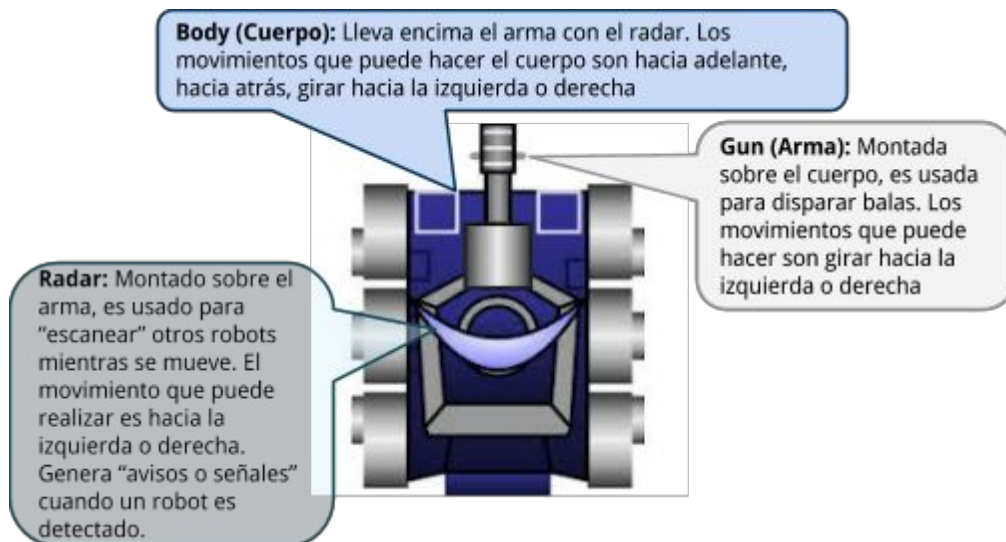 Body (Cuerpo): Lleva encima el arma con el radar. Los
movimientos que puede hacer el cuerpo son hacia adelante,
hacia atrás, girar hacia la izquierda o derecha
Gun (Arma): Montada
sobre el cuerpo, es usada
para disparar balas. Los
movimientos que puede
hacer son girar hacia la
izquierda o derecha
Radar: Montado sobre el
arma, es usado para
“escanear” otros robots
mientras se mueve. El
movimiento que puede
realizar es hacia la
izquierda o derecha.
Genera “avisos o señales”
cuando un robot es
detectado.